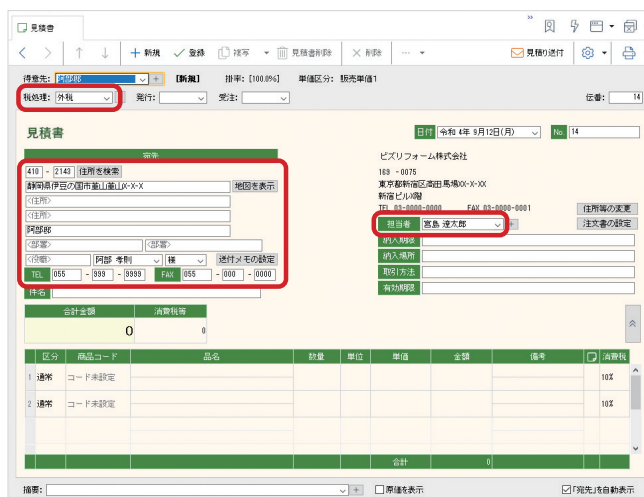 見積書
»
新規 登録 複写 見積書削除 削除 … 見積り送付
得意先: 阿部邸 + 【新規】 掛率: [100.0%] 単価区分: 販売単価1
税処理: 外税 発行: 受注: 伝番: 14
見積書 日付 令和 4年 9月12日(月) No. 14
宛先
410 - 2143 住所を検索
静岡県伊豆の国市韮山韮山X-X-X 地図を表示
<住所>
<住所>
阿部邸
<部署> <部署>
<役職> 阿部 孝則 様 送付メモの設定
TEL 055 - 999 - 9999 FAX 055 - 000 - 0000
件名
ビズリフォーム株式会社
169 -0075
東京都新宿区高田馬場XX-X-XX
新宿ビルX階
TEL 03-0000-0000 FAX 03-0000-0001 住所等の変更
担当者 宮島 遼太郎 + 注文書の設定
納入期限
納入場所
取引方法
有効期限
合計金額 消費税等
0 0
区分 商品コード 品名 数量 単位 単価 金額 備考 消費税
1 通常 コード未設定 10%
2 通常 コード未設定 10%
合計 0
摘要: + 原価を表示 「宛先」を自動表示